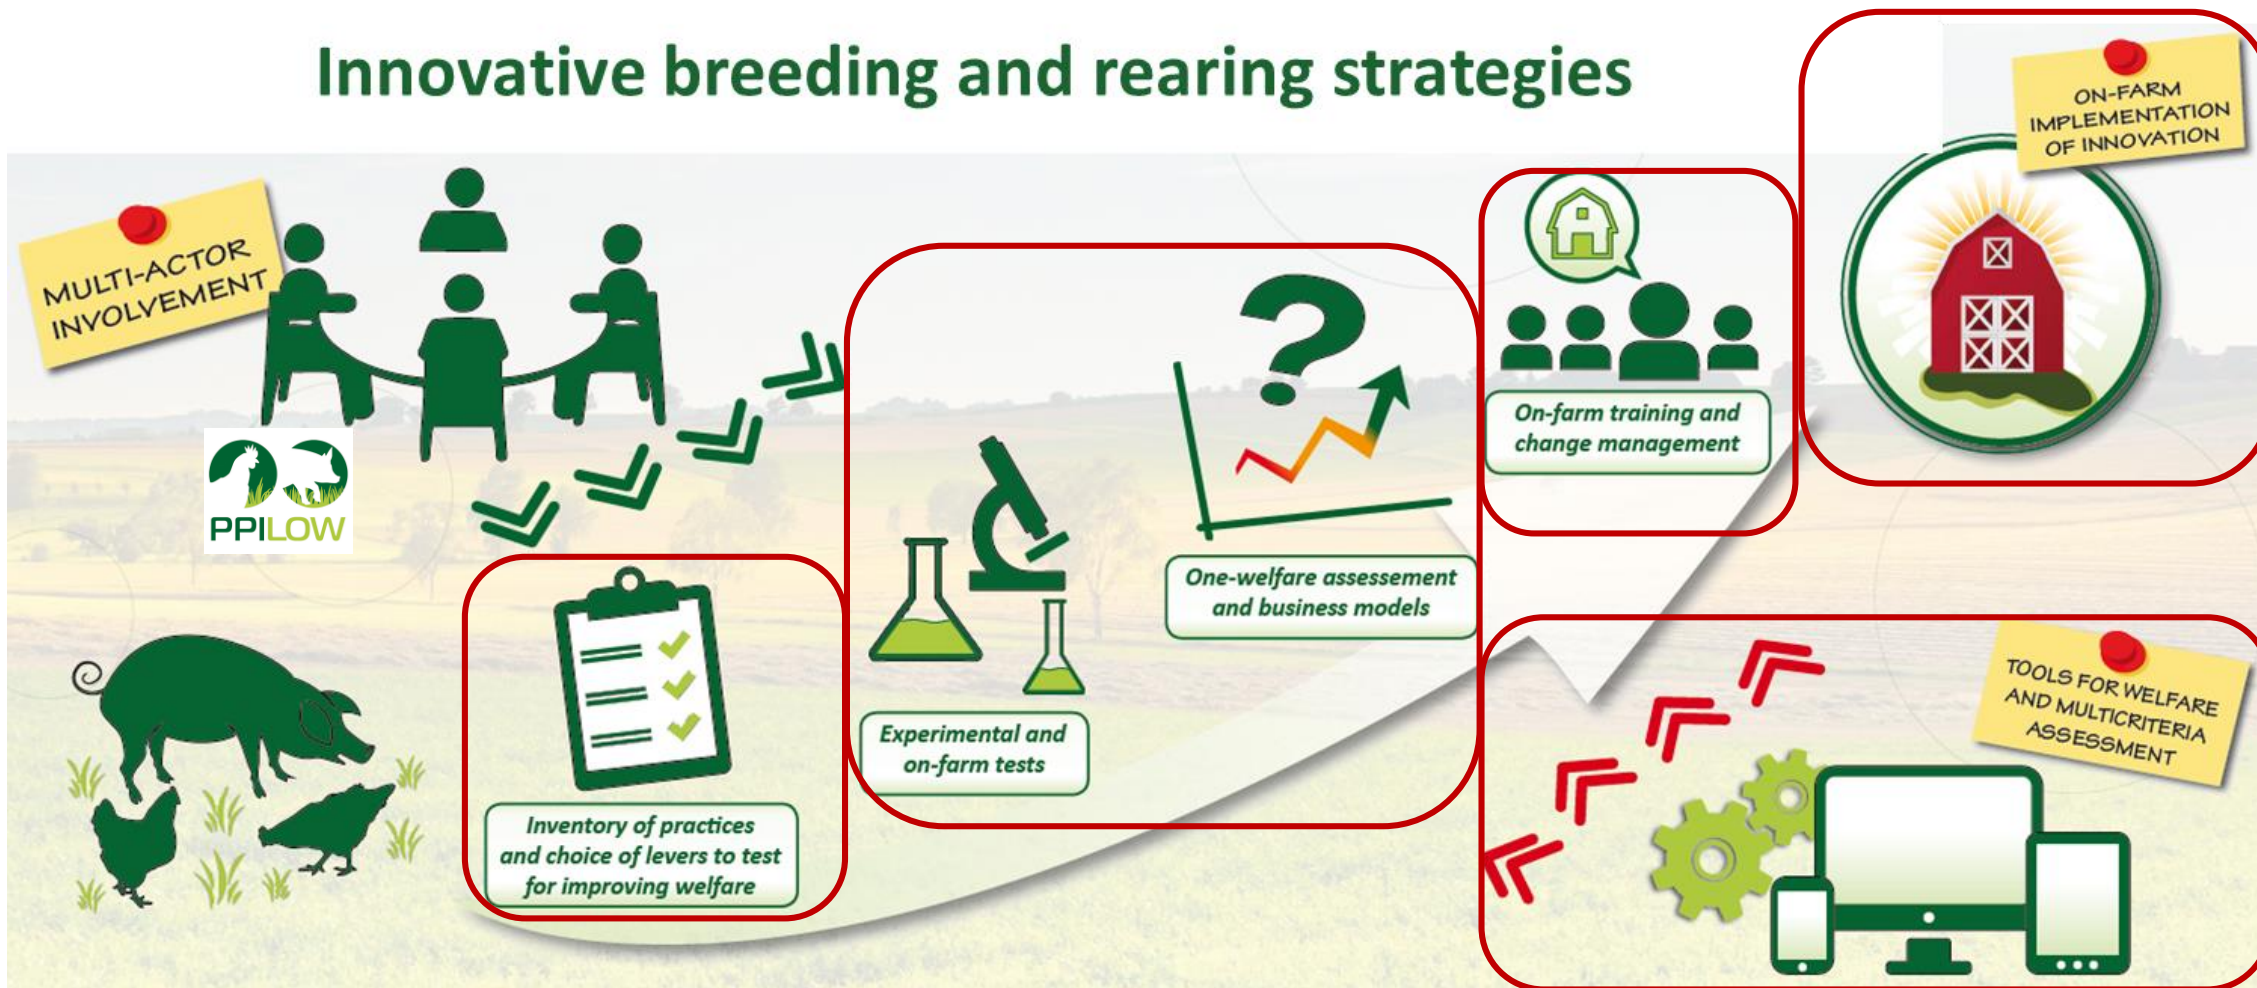 Innovative breeding and rearing strategies
MULTI-ACTOR
INVOLVEMENT
PPILOW
Inventory of practices
and choice of levers to test
for improving welfare
Experimental and
on-farm tests
One-welfare assessement
and business models
On-farm training and
change management
ON-FARM
IMPLEMENTATION
OF INNOVATION
TOOLS FOR WELFARE
AND MULTICRITERIA
ASSESSMENT